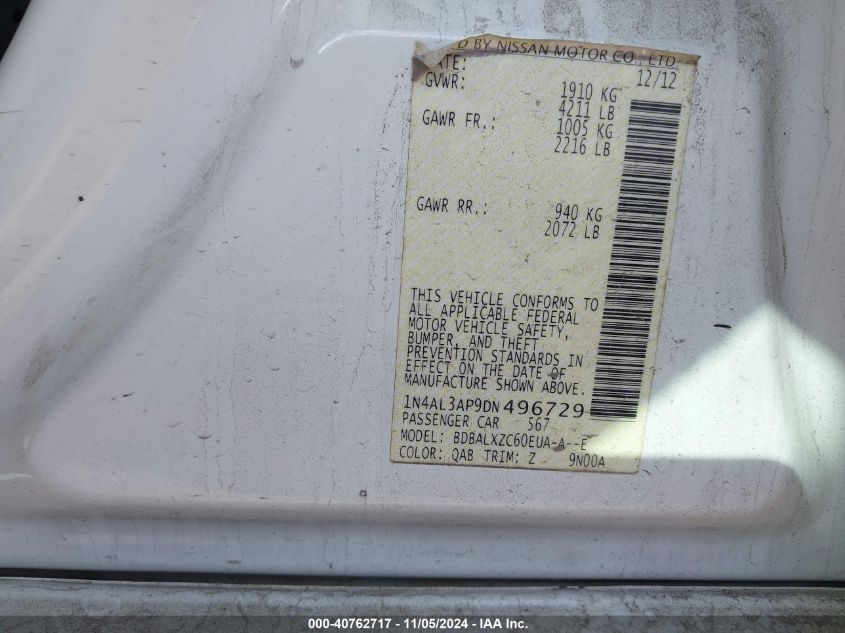 D BY NISSAN MOTOR CO., LTD.
ATE: 12/12
GVWR: 1910 KG
4211 LB
GAWR FR.: 1005 KG
2216 LB
GAWR RR.: 940 KG
2072 LB
THIS VEHICLE CONFORMS TO
ALL APPLICABLE FEDERAL
MOTOR VEHICLE SAFETY,
BUMPER, AND THEFT
PREVENTION STANDARDS IN
EFFECT ON THE DATE OF
MANUFACTURE SHOWN ABOVE.
1N4AL3AP9DN496729
PASSENGER CAR 567
MODEL: BDBALXZC60EUA-A--E
COLOR: QAB TRIM: Z 9N00A
000-40762717 - 11/05/2024 - IAA, Inc.